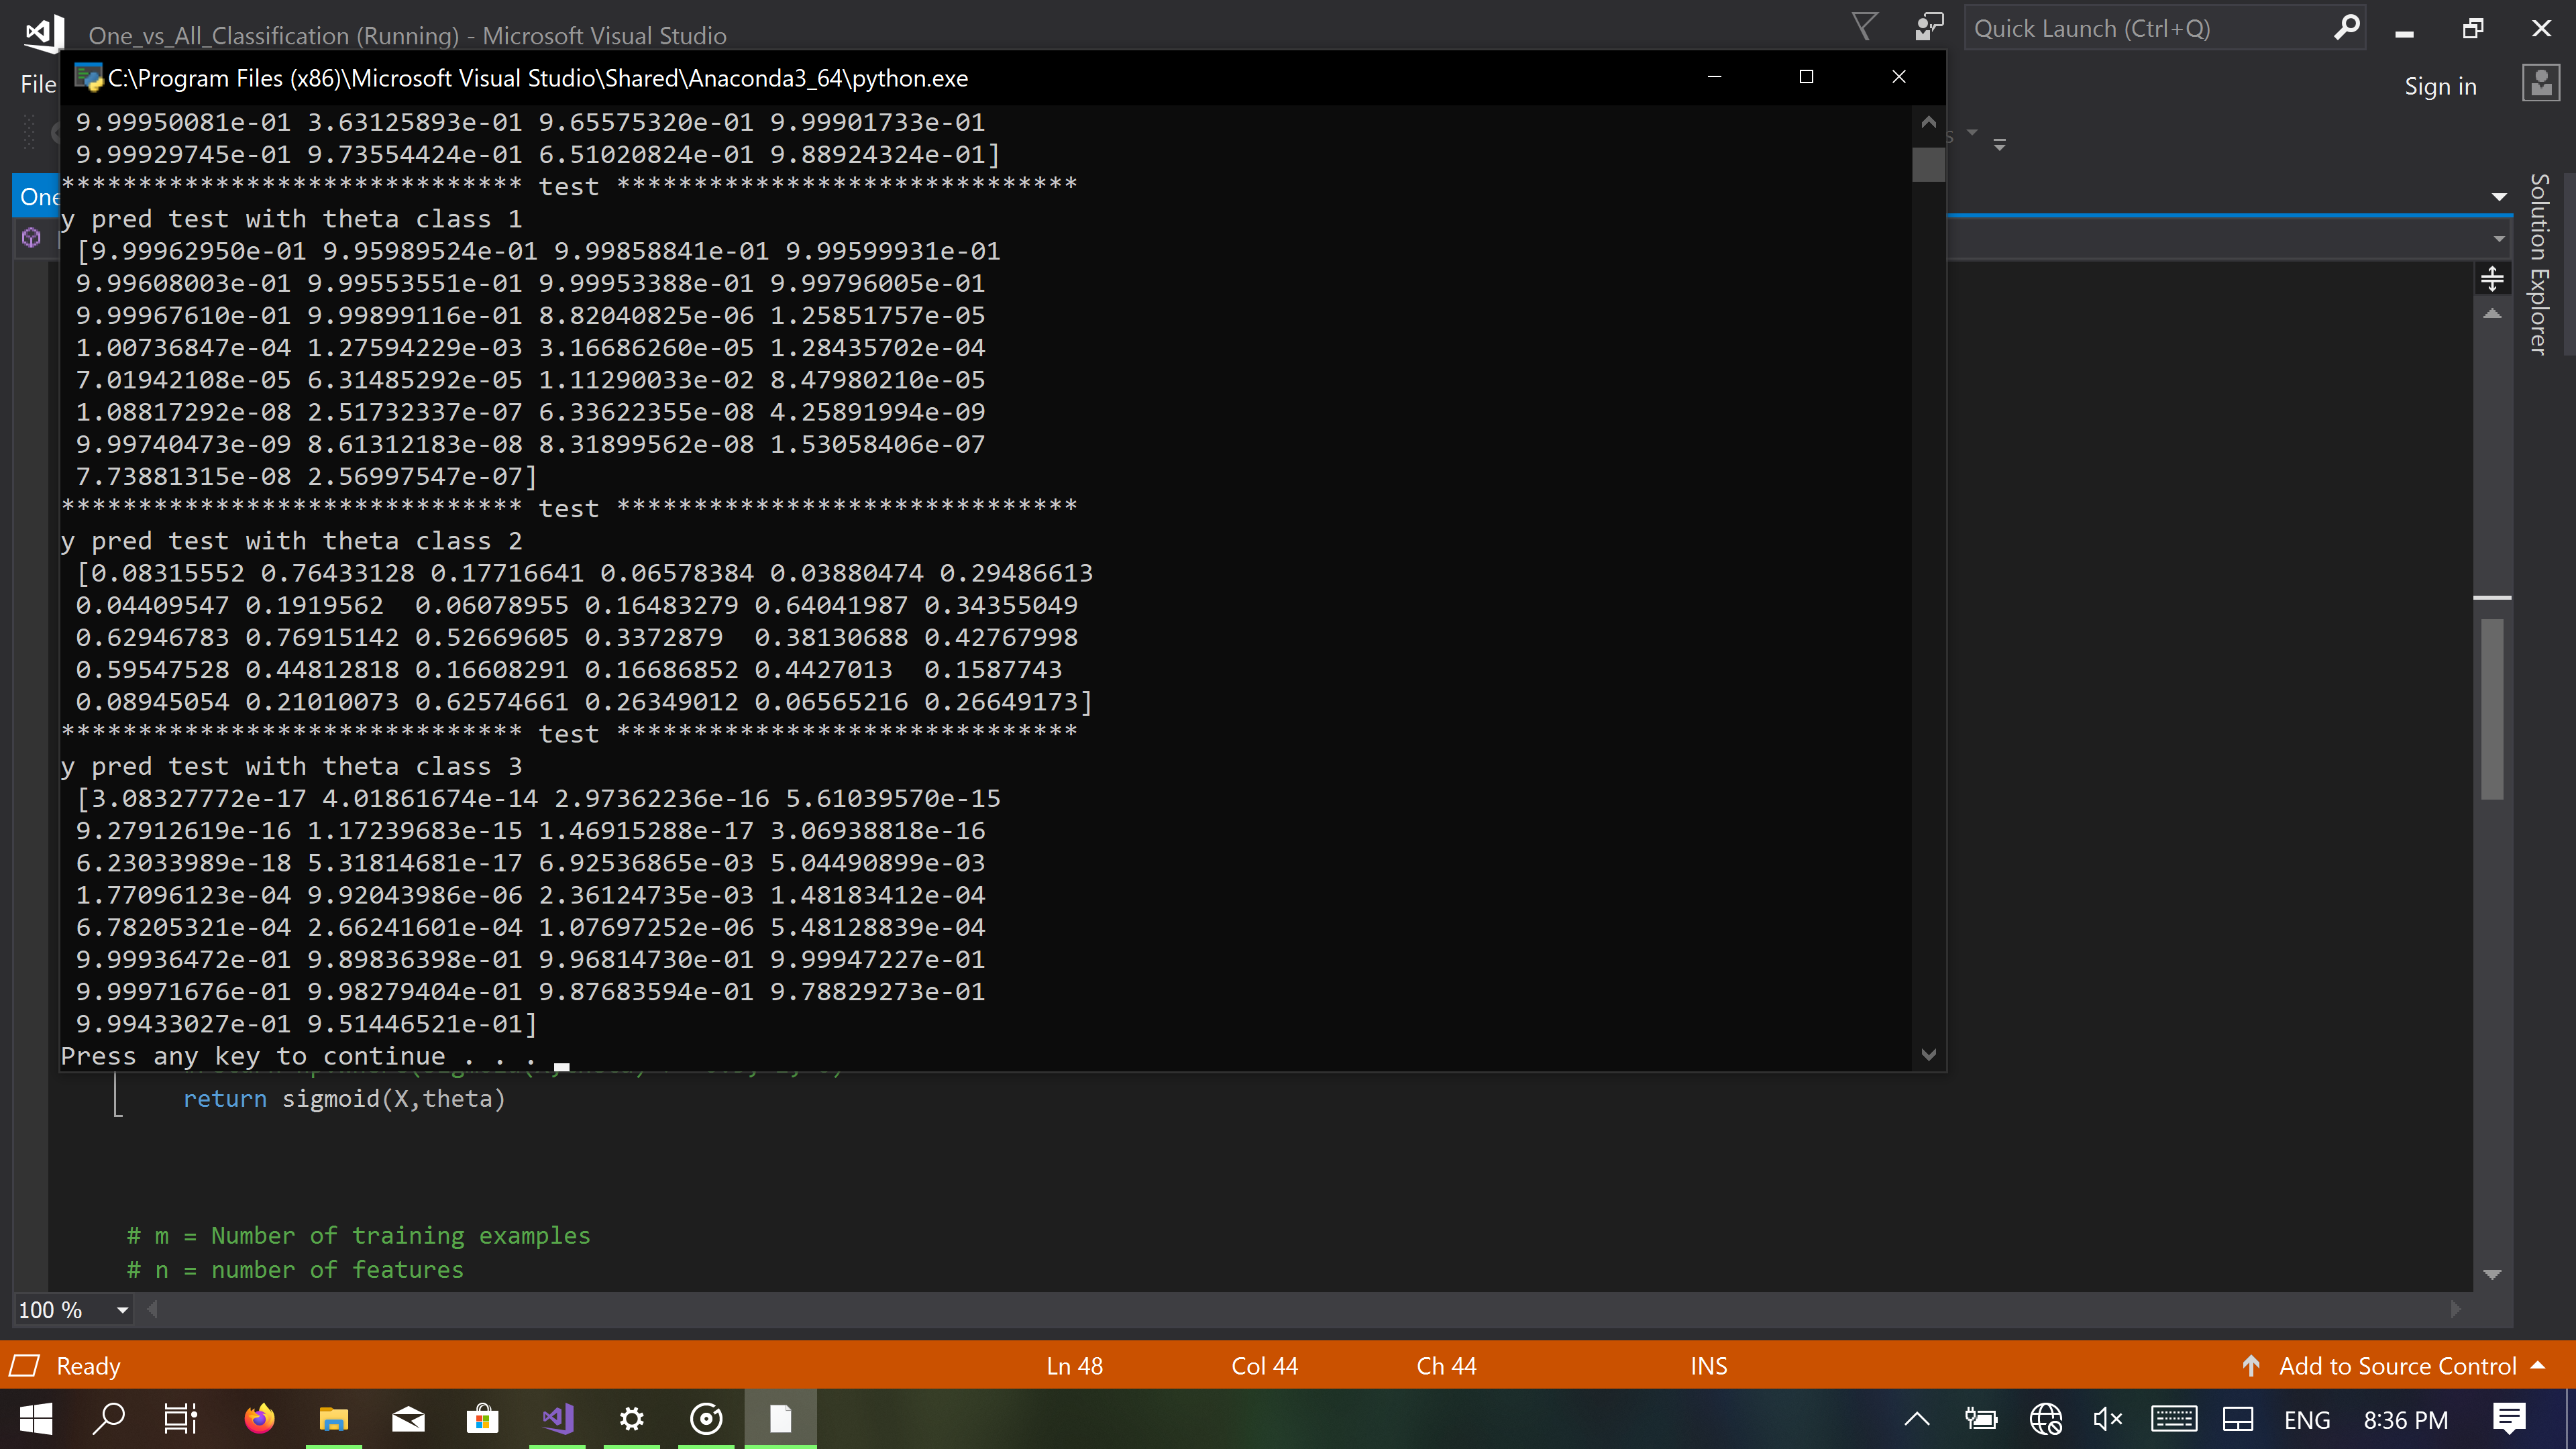 One_vs_All_Classification (Running) - Microsoft Visual Studio
Quick Launch (Ctrl+Q)
File
C:\Program Files (x86)\Microsoft Visual Studio\Shared\Anaconda3_64\python.exe
Sign in
9.99950081e-01 3.63125893e-01 9.65575320e-01 9.99901733e-01
9.99929745e-01 9.73554424e-01 6.51020824e-01 9.88924324e-01]
****************************** test ******************************
One
y pred test with theta class 1
[9.99962950e-01 9.95989524e-01 9.99858841e-01 9.99599931e-01
9.99608003e-01 9.99553551e-01 9.99953388e-01 9.99796005e-01
9.99967610e-01 9.99899116e-01 8.82040825e-06 1.25851757e-05
1.00736847e-04 1.27594229e-03 3.16686260e-05 1.28435702e-04
7.01942108e-05 6.31485292e-05 1.11290033e-02 8.47980210e-05
1.08817292e-08 2.51732337e-07 6.33622355e-08 4.25891994e-09
9.99740473e-09 8.61312183e-08 8.31899562e-08 1.53058406e-07
7.73881315e-08 2.56997547e-07]
****************************** test ******************************
y pred test with theta class 2
[0.08315552 0.76433128 0.17716641 0.06578384 0.03880474 0.29486613
0.04409547 0.1919562  0.06078955 0.16483279 0.64041987 0.34355049
0.62946783 0.76915142 0.52669605 0.3372879  0.38130688 0.42767998
0.59547528 0.44812818 0.16608291 0.16686852 0.4427013  0.1587743
0.08945054 0.21010073 0.62574661 0.26349012 0.06565216 0.26649173]
****************************** test ******************************
y pred test with theta class 3
[3.08327772e-17 4.01861674e-14 2.97362236e-16 5.61039570e-15
9.27912619e-16 1.17239683e-15 1.46915288e-17 3.06938818e-16
6.23033989e-18 5.31814681e-17 6.92536865e-03 5.04490899e-03
1.77096123e-04 9.92043986e-06 2.36124735e-03 1.48183412e-04
6.78205321e-04 2.66241601e-04 1.07697252e-06 5.48128839e-04
9.99936472e-01 9.89836398e-01 9.96814730e-01 9.99947227e-01
9.99971676e-01 9.98279404e-01 9.87683594e-01 9.78829273e-01
9.99433027e-01 9.51446521e-01]
Press any key to continue . . .
return sigmoid(X,theta)
# m = Number of training examples
# n = number of features
Solution Explorer
100 %
Ready
Ln 48
Col 44
Ch 44
INS
Add to Source Control
ENG
8:36 PM